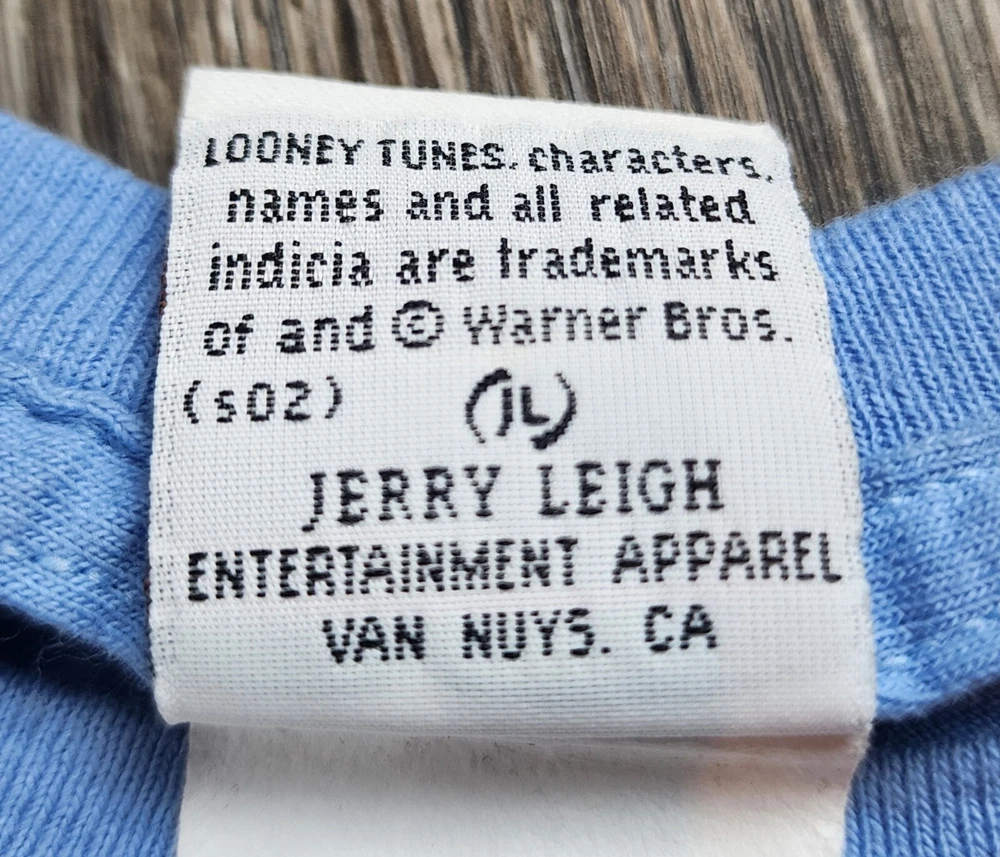 LOONEY TUNES, characters,
names and all related
indicia are trademarks
of and © Warner Bros.
(s02) JL
JERRY LEIGH
ENTERTAINMENT APPAREL
VAN NUYS. CA